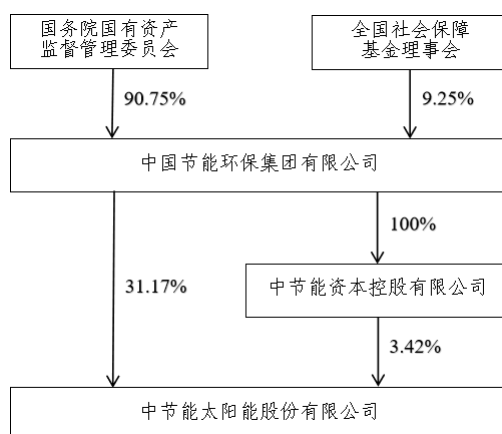 国务院国有资产
监督管理委员会
全国社会保障
基金理事会
90.75%
9.25%
中国节能环保集团有限公司
100%
31.17%
中节能资本控股有限公司
3.42%
中节能太阳能股份有限公司